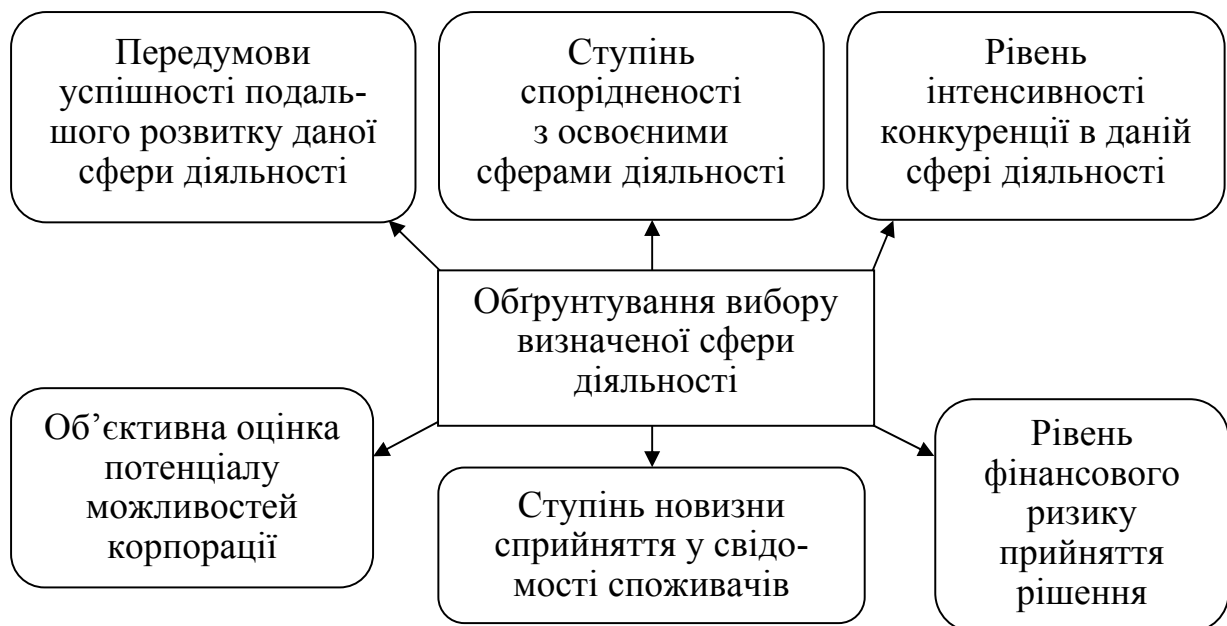 Передумови
успішності подаль-
шого розвитку даної
сфери діяльності
Ступінь
спорідненості
з освоєними
сферами діяльності
Рівень
інтенсивності
конкуренції в даній
сфері діяльності
Обґрунтування вибору
визначеної сфери
діяльності
Об’єктивна оцінка
потенціалу
можливостей
корпорації
Ступінь новизни
сприйняття у свідо-
мості споживачів
Рівень
фінансового
ризику
прийняття
рішення